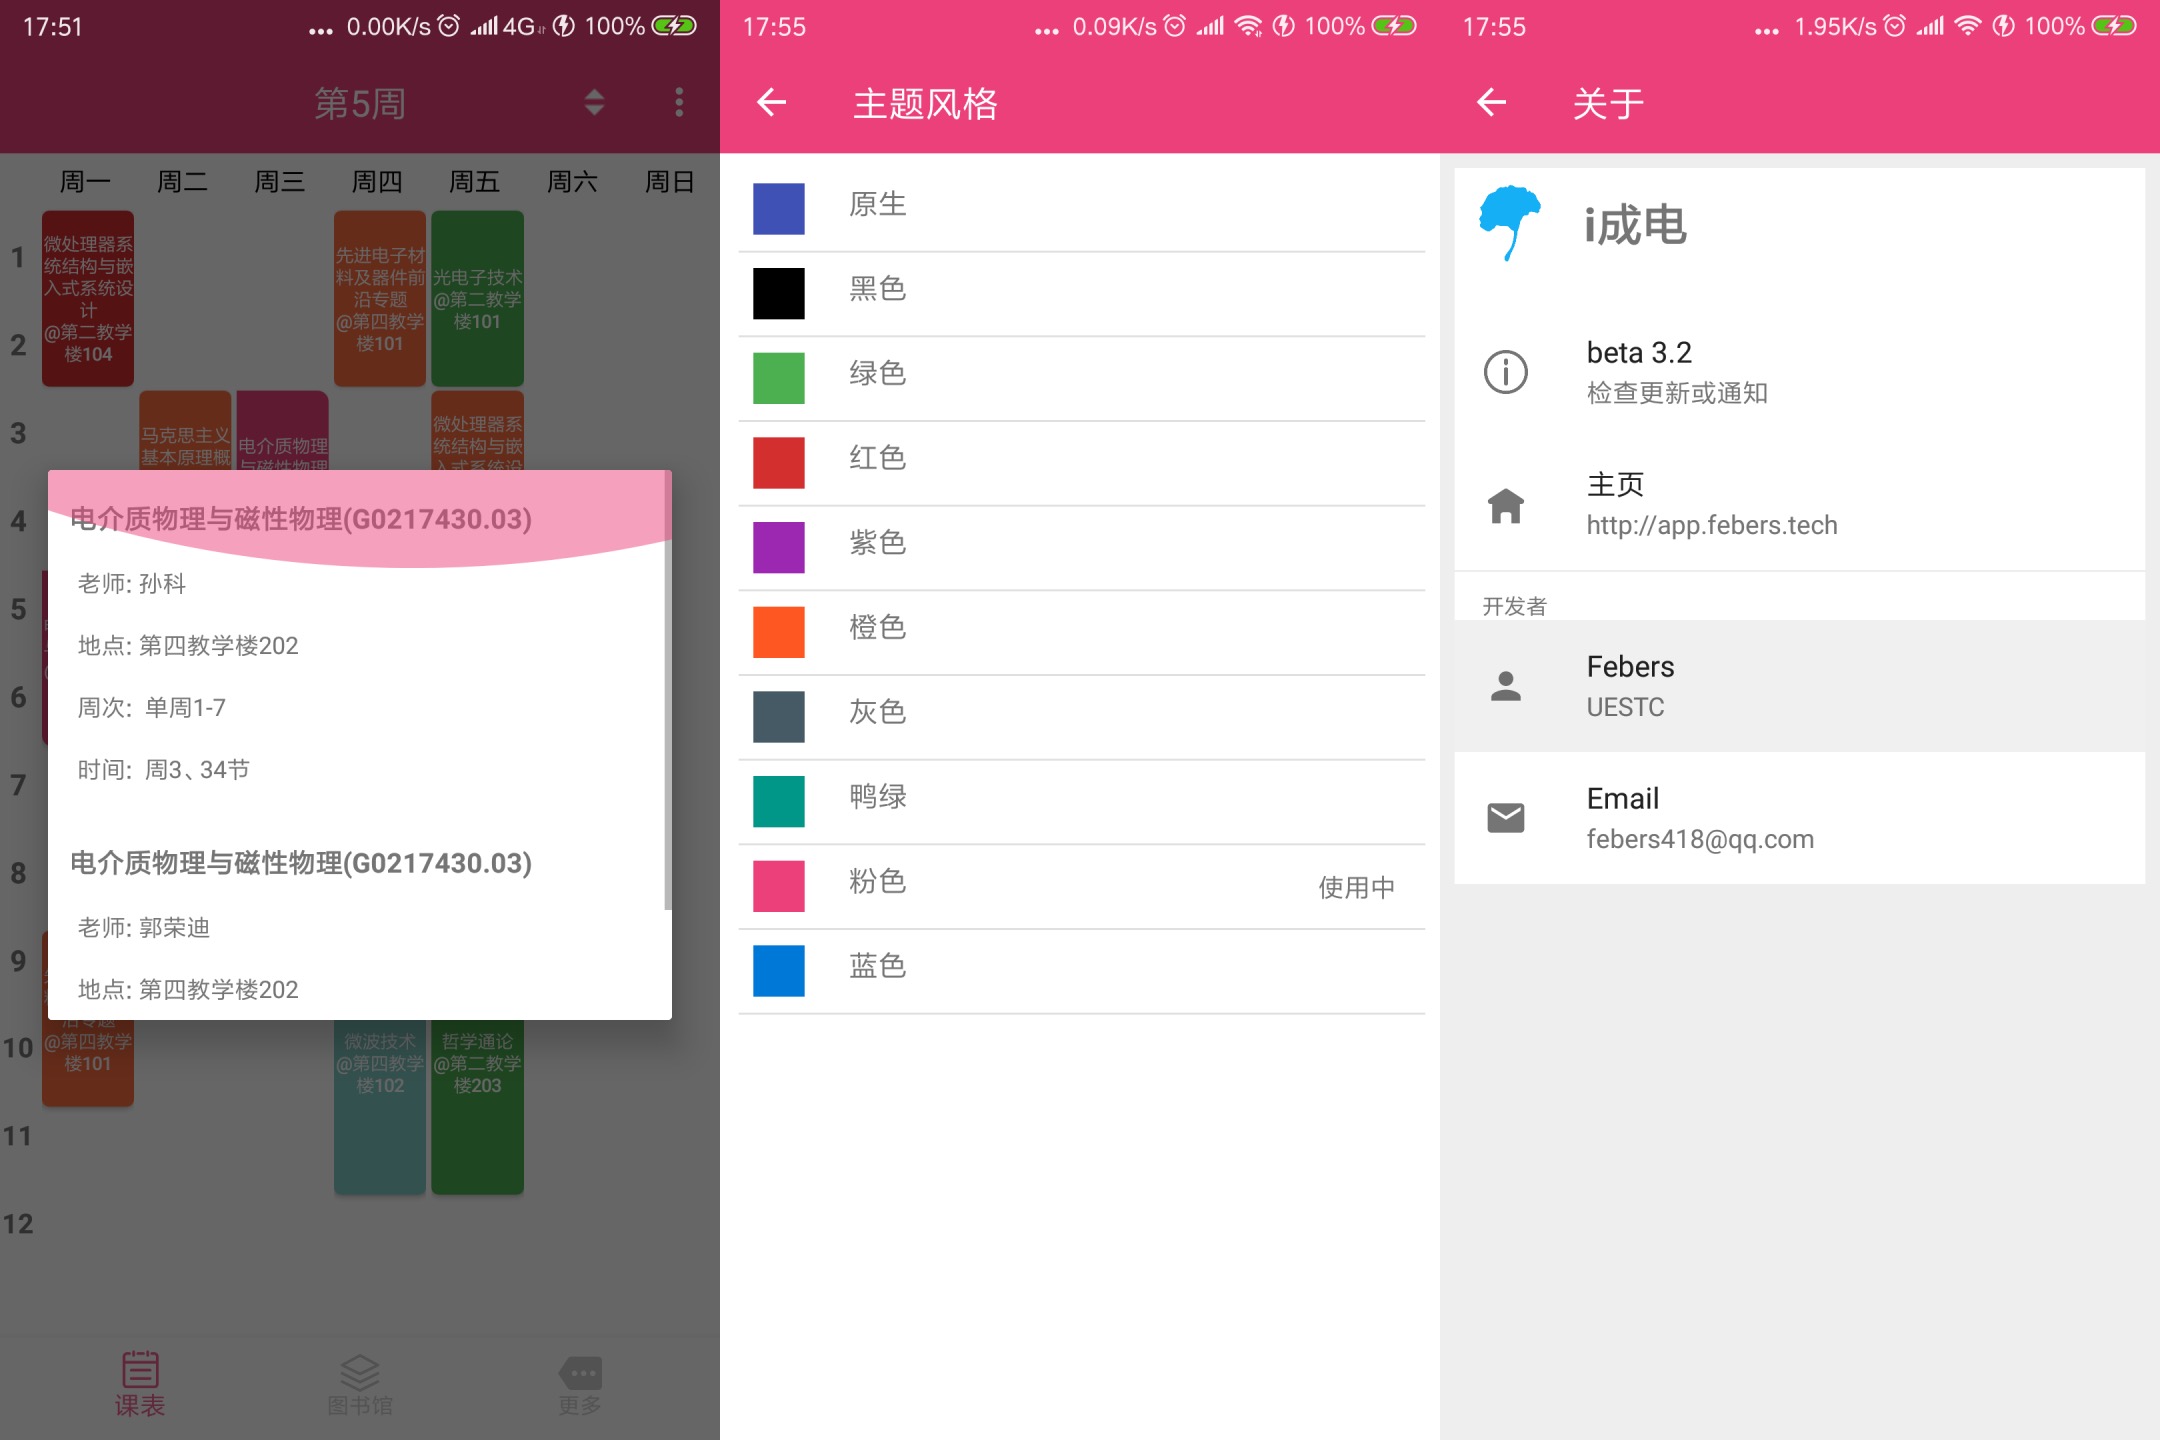 17:51
... 0.00K/s 4G 100%
第5周
周一 周二 周三 周四 周五 周六 周日
1
2
3
4
5
6
7
8
9
10
11
12
微处理器系
统结构与嵌
入式系统设
计
@第二教学
楼104
先进电子材
料及器件前
沿专题
@第四教学
楼101
光电子技术
@第二教学
楼101
马克思主义
基本原理概
电介质物理
与磁性物理
微处理器系
统结构与嵌
入式系统设
电介质物理与磁性物理(G0217430.03)
老师: 孙科
地点: 第四教学楼202
周次: 单周1-7
时间: 周3、34节
电介质物理与磁性物理(G0217430.03)
老师: 郭荣迪
地点: 第四教学楼202
沿专题
@第四教学
楼101
微波技术
@第四教学
楼102
哲学通论
@第二教学
楼203
课表
图书馆
更多
17:55
... 0.09K/s 100%
主题风格
原生
黑色
绿色
红色
紫色
橙色
灰色
鸭绿
粉色 使用中
蓝色
17:55
... 1.95K/s 100%
关于
i成电
beta 3.2
检查更新或通知
主页
http://app.febers.tech
开发者
Febers
UESTC
Email
febers418@qq.com